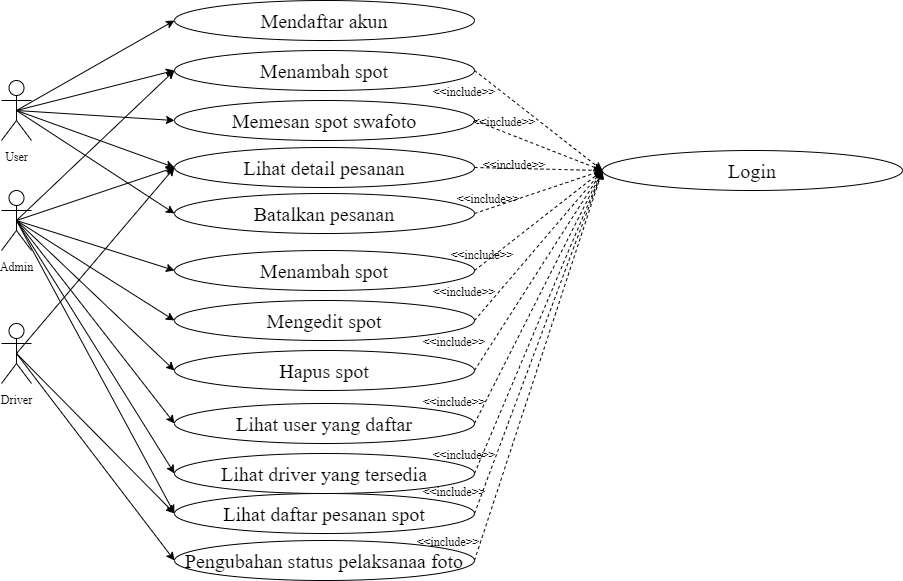 Mendaftar akun
Menambah spot
<<include>>
User
Memesan spot swafoto
<<include>>
Lihat detail pesanan
<<include>>
Login
Batalkan pesanan
<<include>>
Admin
Menambah spot
<<include>>
Mengedit spot
<<include>>
Driver
Hapus spot
<<include>>
Lihat user yang daftar
<<include>>
Lihat driver yang tersedia
<<include>>
Lihat daftar pesanan spot
<<include>>
Pengubahan status pelaksanaa foto
<<include>>